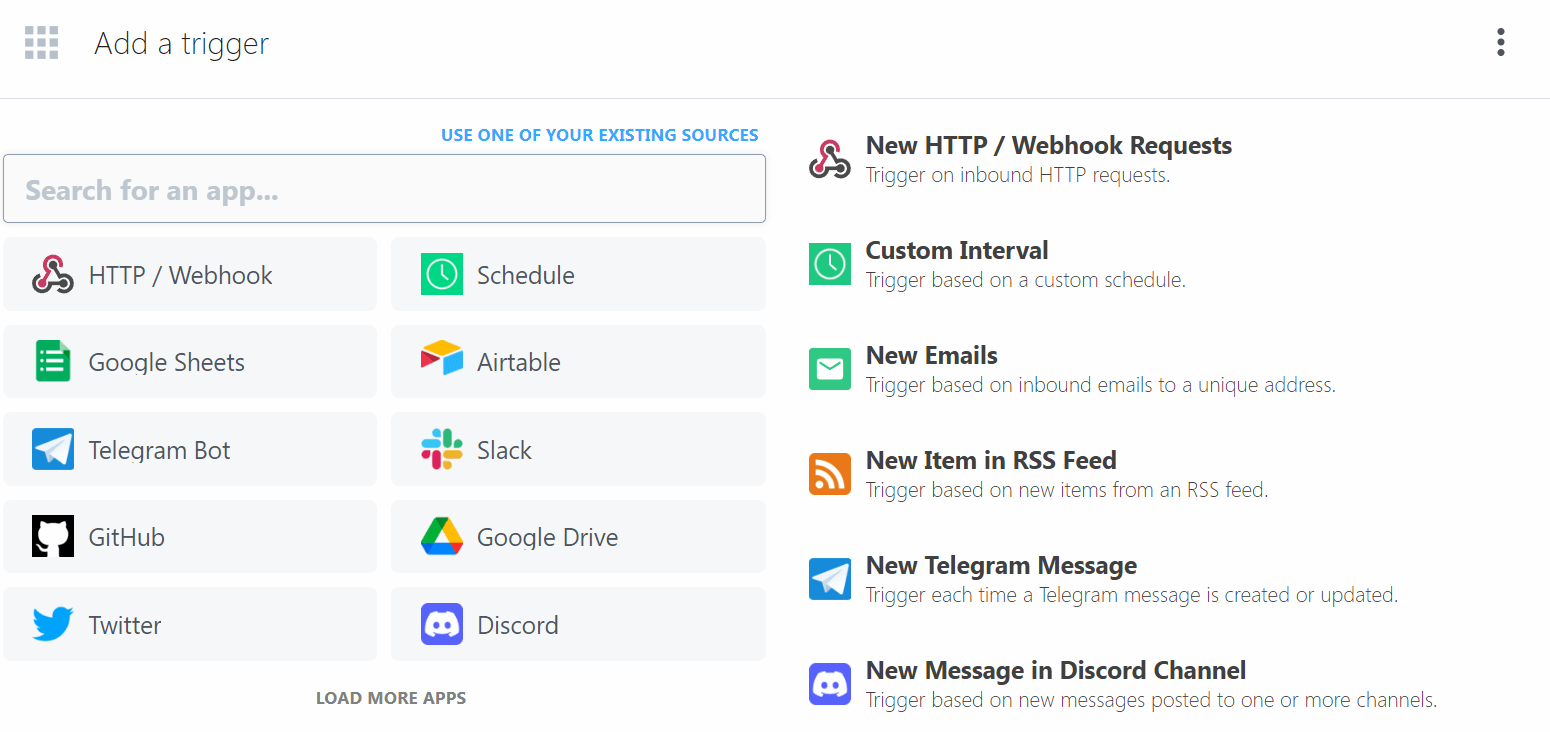 Add a trigger
USE ONE OF YOUR EXISTING SOURCES
Search for an app...
HTTP / Webhook
Schedule
Google Sheets
Airtable
Telegram Bot
Slack
GitHub
Google Drive
Twitter
Discord
LOAD MORE APPS
New HTTP / Webhook Requests
Trigger on inbound HTTP requests.
Custom Interval
Trigger based on a custom schedule.
New Emails
Trigger based on inbound emails to a unique address.
New Item in RSS Feed
Trigger based on new items from an RSS feed.
New Telegram Message
Trigger each time a Telegram message is created or updated.
New Message in Discord Channel
Trigger based on new messages posted to one or more channels.